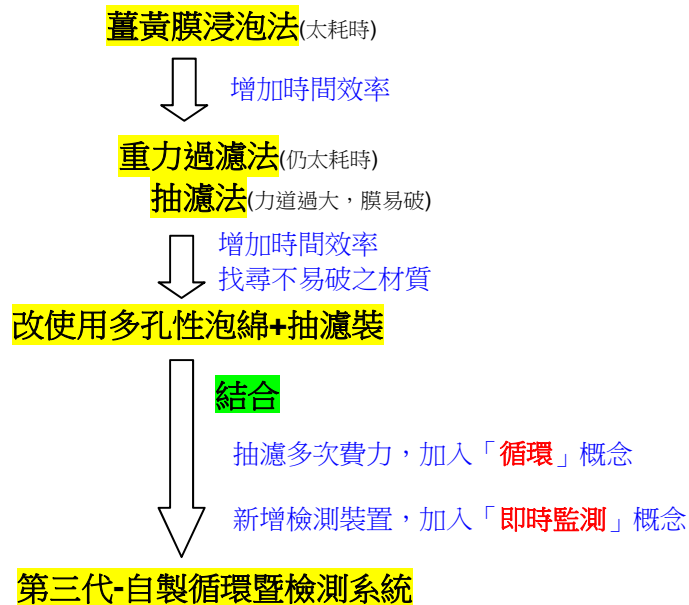 薑黃膜浸泡法(太耗時)
增加時間效率
重力過濾法(仍太耗時)
抽濾法(力道過大，膜易破)
增加時間效率
找尋不易破之材質
改使用多孔性泡綿+抽濾裝
結合
抽濾多次費力，加入「循環」概念
新增檢測裝置，加入「即時監測」概念
第三代-自製循環暨檢測系統